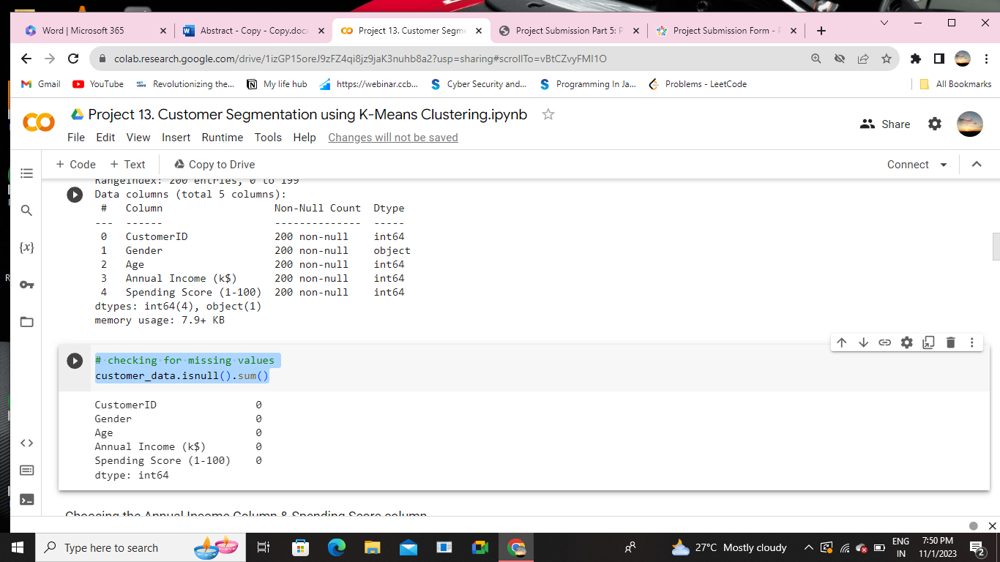 Word | Microsoft 365
Abstract - Copy - Copy.docx
Project 13. Customer Segme
Project Submission Part 5: P
Project Submission Form -
colab.research.google.com/drive/1izGP15oreJ9zFZ4qi8jz9jaK3nuhb8a2?usp=sharing#scrollTo=vBtCZvyFMI1O
Gmail
YouTube
Revolutionizing the...
My life hub
https://webinar.ccb...
Cyber Security and...
Programming In Ja...
Problems - LeetCode
All Bookmarks
Project 13. Customer Segmentation using K-Means Clustering.ipynb
Share
File Edit View Insert Runtime Tools Help Changes will not be saved
+ Code + Text Copy to Drive
Connect
RangeIndex: 200 entries, 0 to 199
Data columns (total 5 columns):
# Column Non-Null Count Dtype
--- ------ -------------- -----
0 CustomerID 200 non-null int64
1 Gender 200 non-null object
2 Age 200 non-null int64
3 Annual Income (k$) 200 non-null int64
4 Spending Score (1-100) 200 non-null int64
dtypes: int64(4), object(1)
memory usage: 7.9+ KB
# checking for missing values
customer_data.isnull().sum()
CustomerID 0
Gender 0
Age 0
Annual Income (k$) 0
Spending Score (1-100) 0
dtype: int64
Choosing the Annual Income Column & Spending Score column
Type here to search
27°C Mostly cloudy
ENG
IN
7:50 PM
11/1/2023
2